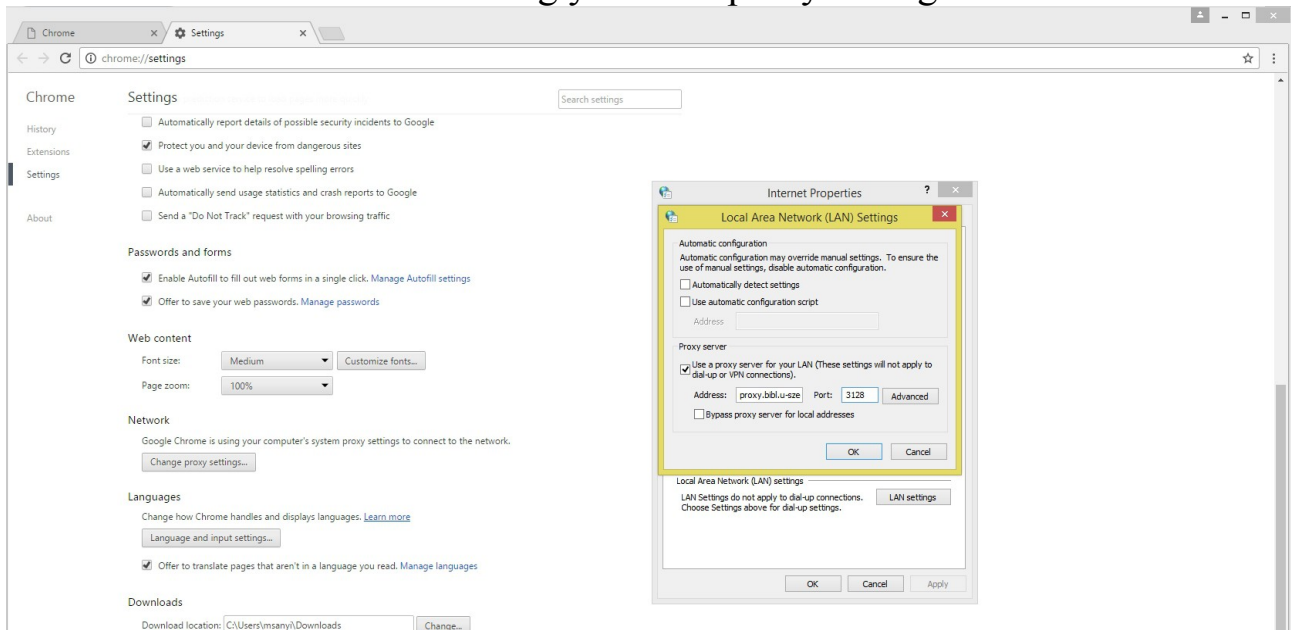 Chrome
Settings
chrome://settings
Chrome
History
Extensions
Settings
About
Settings
Search settings
Automatically report details of possible security incidents to Google
Protect you and your device from dangerous sites
Use a web service to help resolve spelling errors
Automatically send usage statistics and crash reports to Google
Send a "Do Not Track" request with your browsing traffic
Passwords and forms
Enable Autofill to fill out web forms in a single click. Manage Autofill settings
Offer to save your web passwords. Manage passwords
Web content
Font size: Medium Customize fonts...
Page zoom: 100%
Network
Google Chrome is using your computer's system proxy settings to connect to the network.
Change proxy settings...
Languages
Change how Chrome handles and displays languages. Learn more
Language and input settings...
Offer to translate pages that aren't in a language you read. Manage languages
Downloads
Download location: C:\Users\msanyi\Downloads Change...
Internet Properties
Local Area Network (LAN) Settings
Automatic configuration
Automatic configuration may override manual settings. To ensure the
use of manual settings, disable automatic configuration.
Automatically detect settings
Use automatic configuration script
Address
Proxy server
Use a proxy server for your LAN (These settings will not apply to
dial-up or VPN connections).
Address: proxy.bibl.u-sze Port: 3128 Advanced
Bypass proxy server for local addresses
OK Cancel
Local Area Network (LAN) settings
LAN Settings do not apply to dial-up connections. LAN settings
Choose Settings above for dial-up settings.
OK Cancel Apply